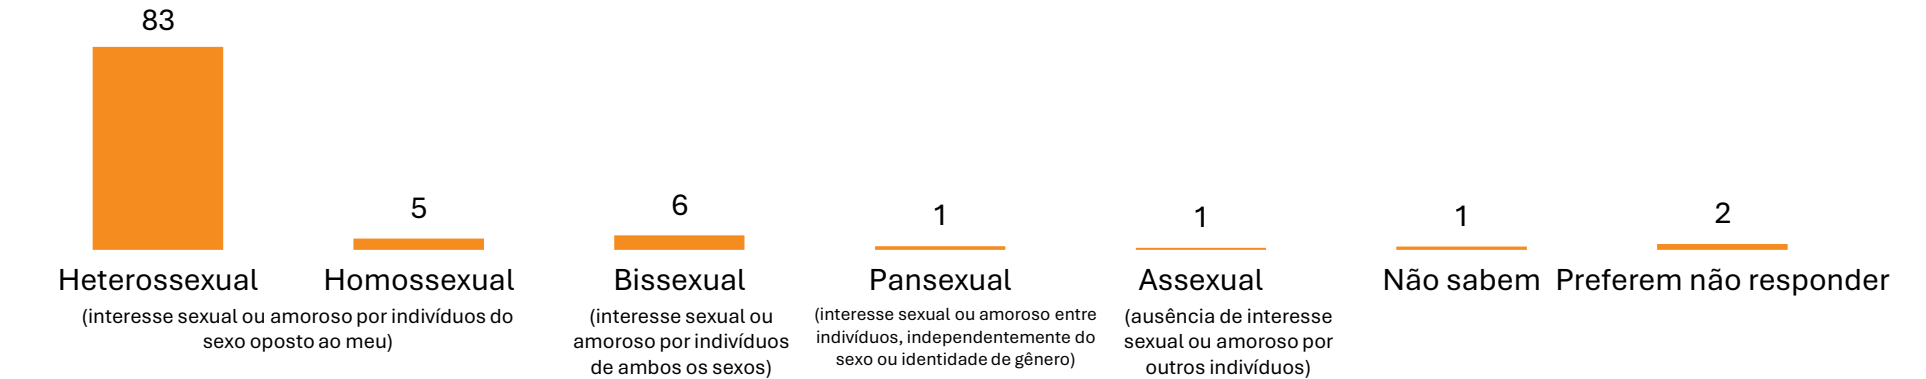 83
5
6
1
1
1
2
Heterossexual
Homossexual
Bissexual
Pansexual
Assexual
Não sabem
Preferem não responder
(interesse sexual ou amoroso por indivíduos do
sexo oposto ao meu)
(interesse sexual ou
amoroso por indivíduos
de ambos os sexos)
(interesse sexual ou amoroso entre
indivíduos, independentemente do
sexo ou identidade de gênero)
(ausência de interesse
sexual ou amoroso por
outros indivíduos)